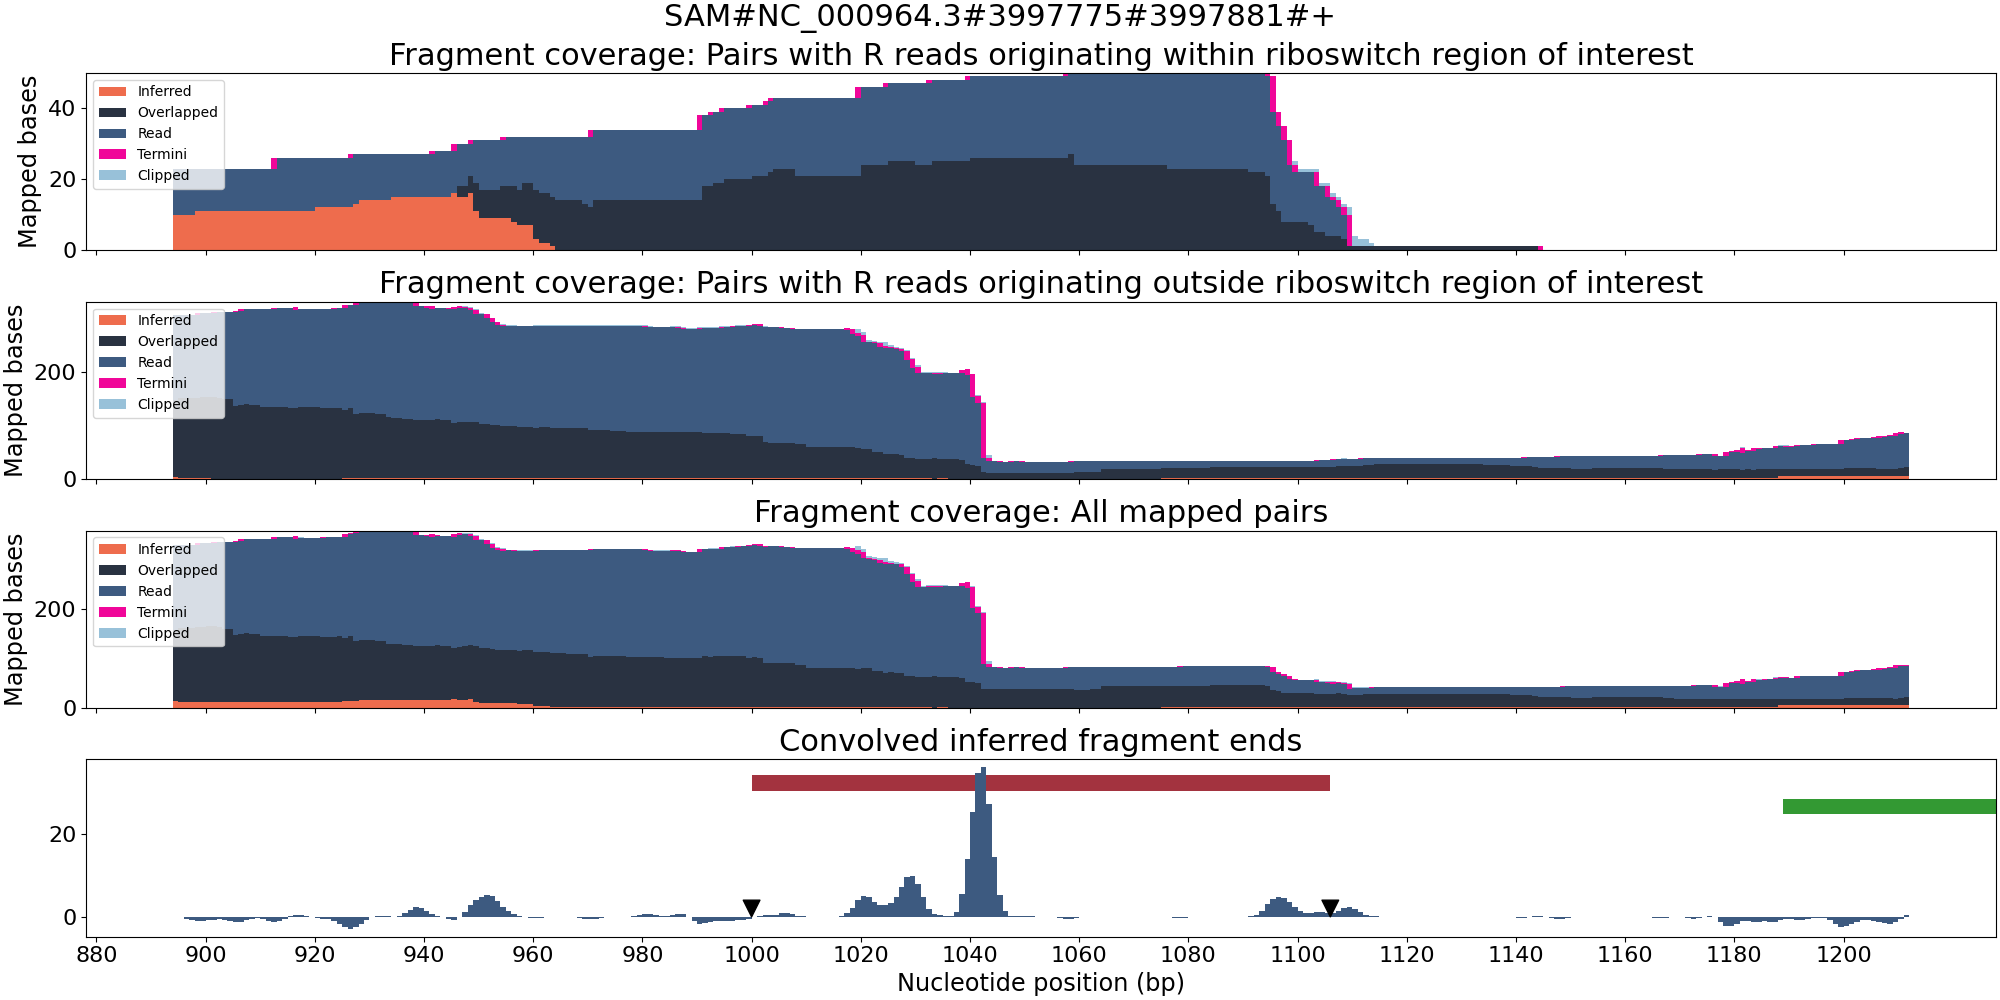 SAM#NC_000964.3#3997775#3997881#+
Fragment coverage: Pairs with R reads originating within riboswitch region of interest
Mapped bases
40
20
0
Inferred
Overlapped
Read
Termini
Clipped
Fragment coverage: Pairs with R reads originating outside riboswitch region of interest
Mapped bases
200
0
Inferred
Overlapped
Read
Termini
Clipped
Fragment coverage: All mapped pairs
Mapped bases
200
0
Inferred
Overlapped
Read
Termini
Clipped
Convolved inferred fragment ends
20
0
880 900 920 940 960 980 1000 1020 1040 1060 1080 1100 1120 1140 1160 1180 1200
Nucleotide position (bp)